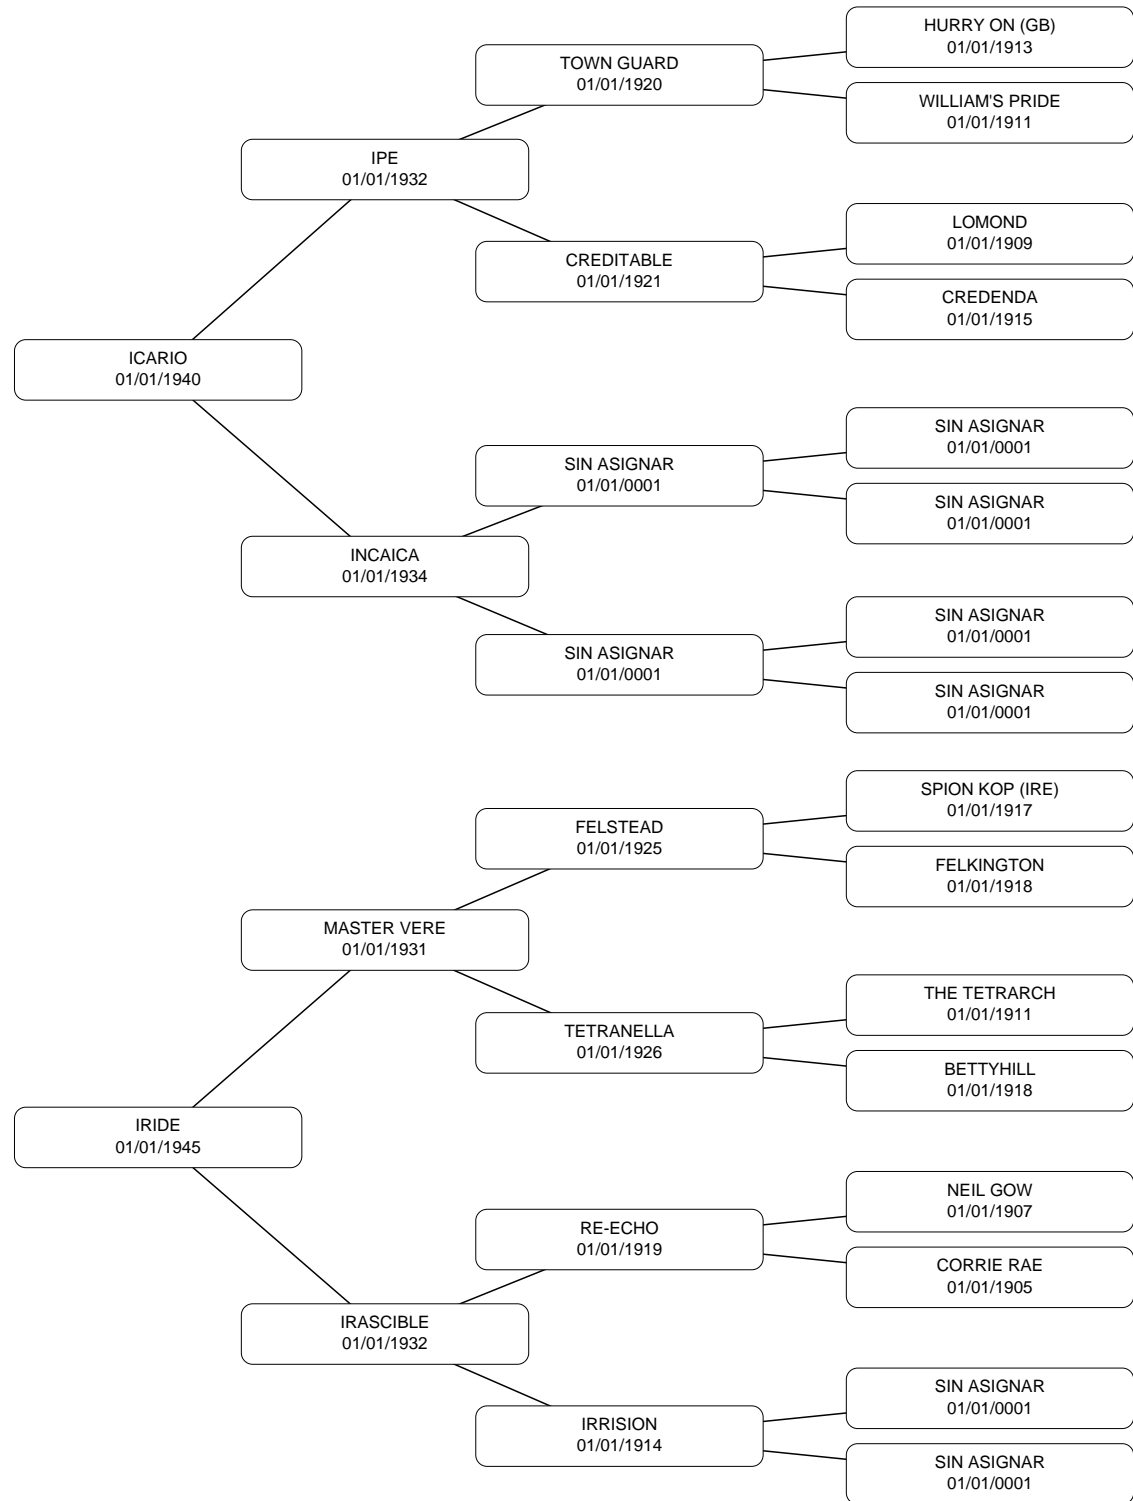 HURRY ON (GB)
01/01/1913
TOWN GUARD
01/01/1920
WILLIAM'S PRIDE
01/01/1911
IPE
01/01/1932
LOMOND
01/01/1909
CREDITABLE
01/01/1921
CREDENDA
01/01/1915
ICARIO
01/01/1940
SIN ASIGNAR
01/01/0001
SIN ASIGNAR
01/01/0001
SIN ASIGNAR
01/01/0001
INCAICA
01/01/1934
SIN ASIGNAR
01/01/0001
SIN ASIGNAR
01/01/0001
SIN ASIGNAR
01/01/0001
SPION KOP (IRE)
01/01/1917
FELSTEAD
01/01/1925
FELKINGTON
01/01/1918
MASTER VERE
01/01/1931
THE TETRARCH
01/01/1911
TETRANELLA
01/01/1926
BETTYHILL
01/01/1918
IRIDE
01/01/1945
NEIL GOW
01/01/1907
RE-ECHO
01/01/1919
CORRIE RAE
01/01/1905
IRASCIBLE
01/01/1932
SIN ASIGNAR
01/01/0001
IRRISION
01/01/1914
SIN ASIGNAR
01/01/0001